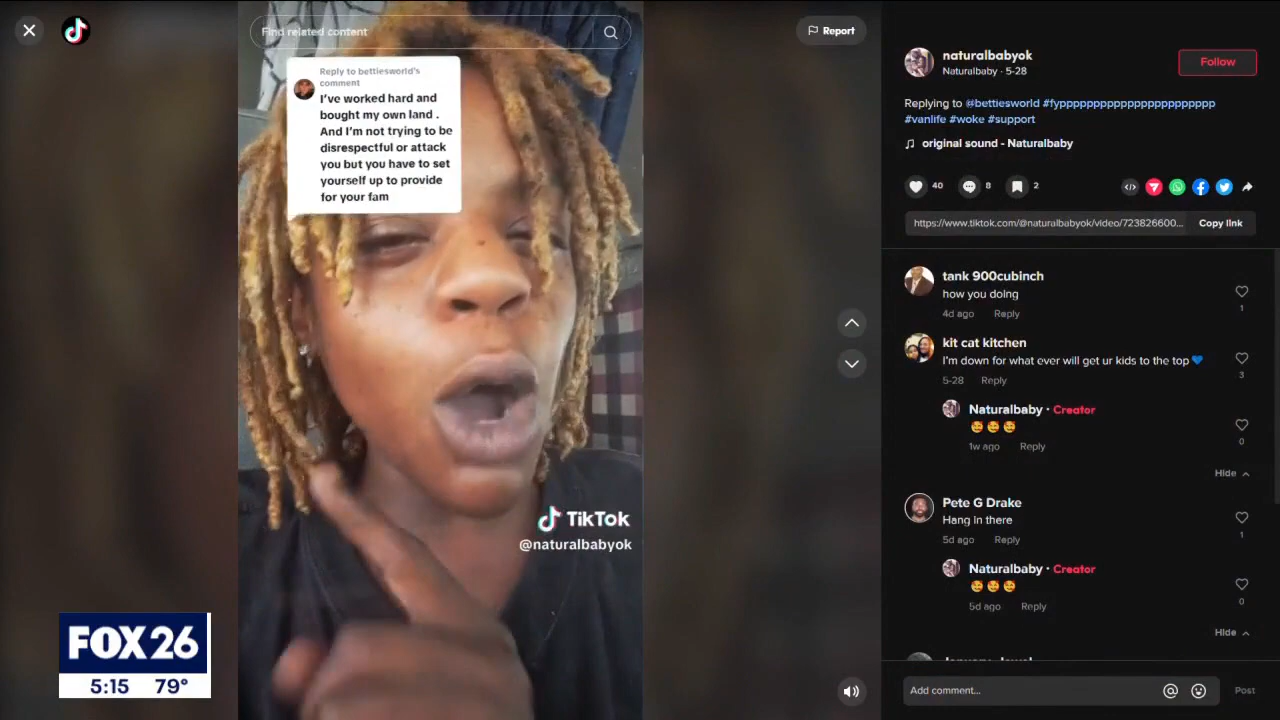 Find related content
Report
Reply to bettiesworld's
comment
I've worked hard and
bought my own land .
And I'm not trying to be
disrespectful or attack
you but you have to set
yourself up to provide
for your fam
TikTok
@naturalbabyok
FOX 26
5:15 79°
naturalbabyok
Naturalbaby · 5-28
Follow
Replying to @bettiesworld #fyppppppppppppppppppppppp
#vanlife #woke #support
original sound - Naturalbaby
40 8 2
https://www.tiktok.com/@naturalbabyok/video/723826600... Copy link
tank 900cubinch
how you doing
4d ago Reply
1
kit cat kitchen
I'm down for what ever will get ur kids to the top
5-28 Reply
3
Naturalbaby · Creator
1w ago Reply
0
Hide
Pete G Drake
Hang in there
5d ago Reply
1
Naturalbaby · Creator
5d ago Reply
0
Hide
Add comment...
Post